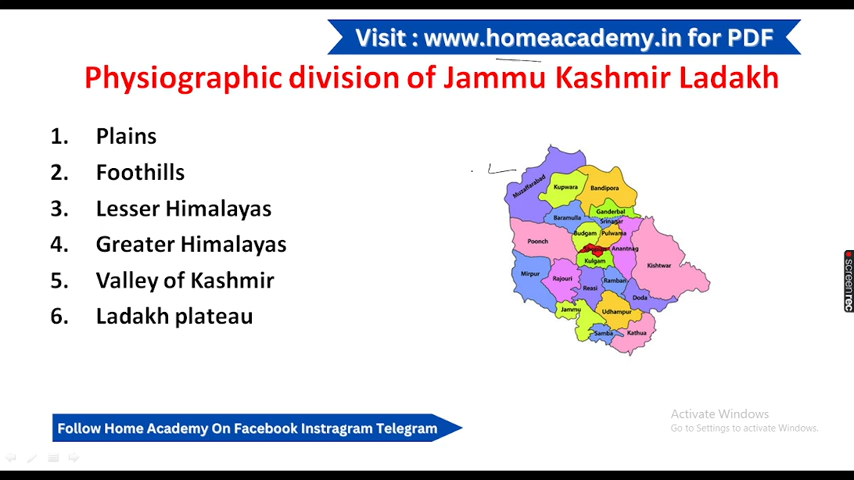 Visit : www.homeacademy.in for PDF
Physiographic division of Jammu Kashmir Ladakh
1. Plains
2. Foothills
3. Lesser Himalayas
4. Greater Himalayas
5. Valley of Kashmir
6. Ladakh plateau
Muzaffarabad
Kupwara
Bandipora
Ganderbal
Baramulla
Srinagar
Budgam
Pulwama
Anantnag
Poonch
Kulgam
Kishtwar
Mirpur
Rajouri
Reasi
Ramban
Doda
Jammu
Udhampur
Samba
Kathua
Follow Home Academy On Facebook Instragram Telegram
Activate Windows
Go to Settings to activate Windows.
screenrec